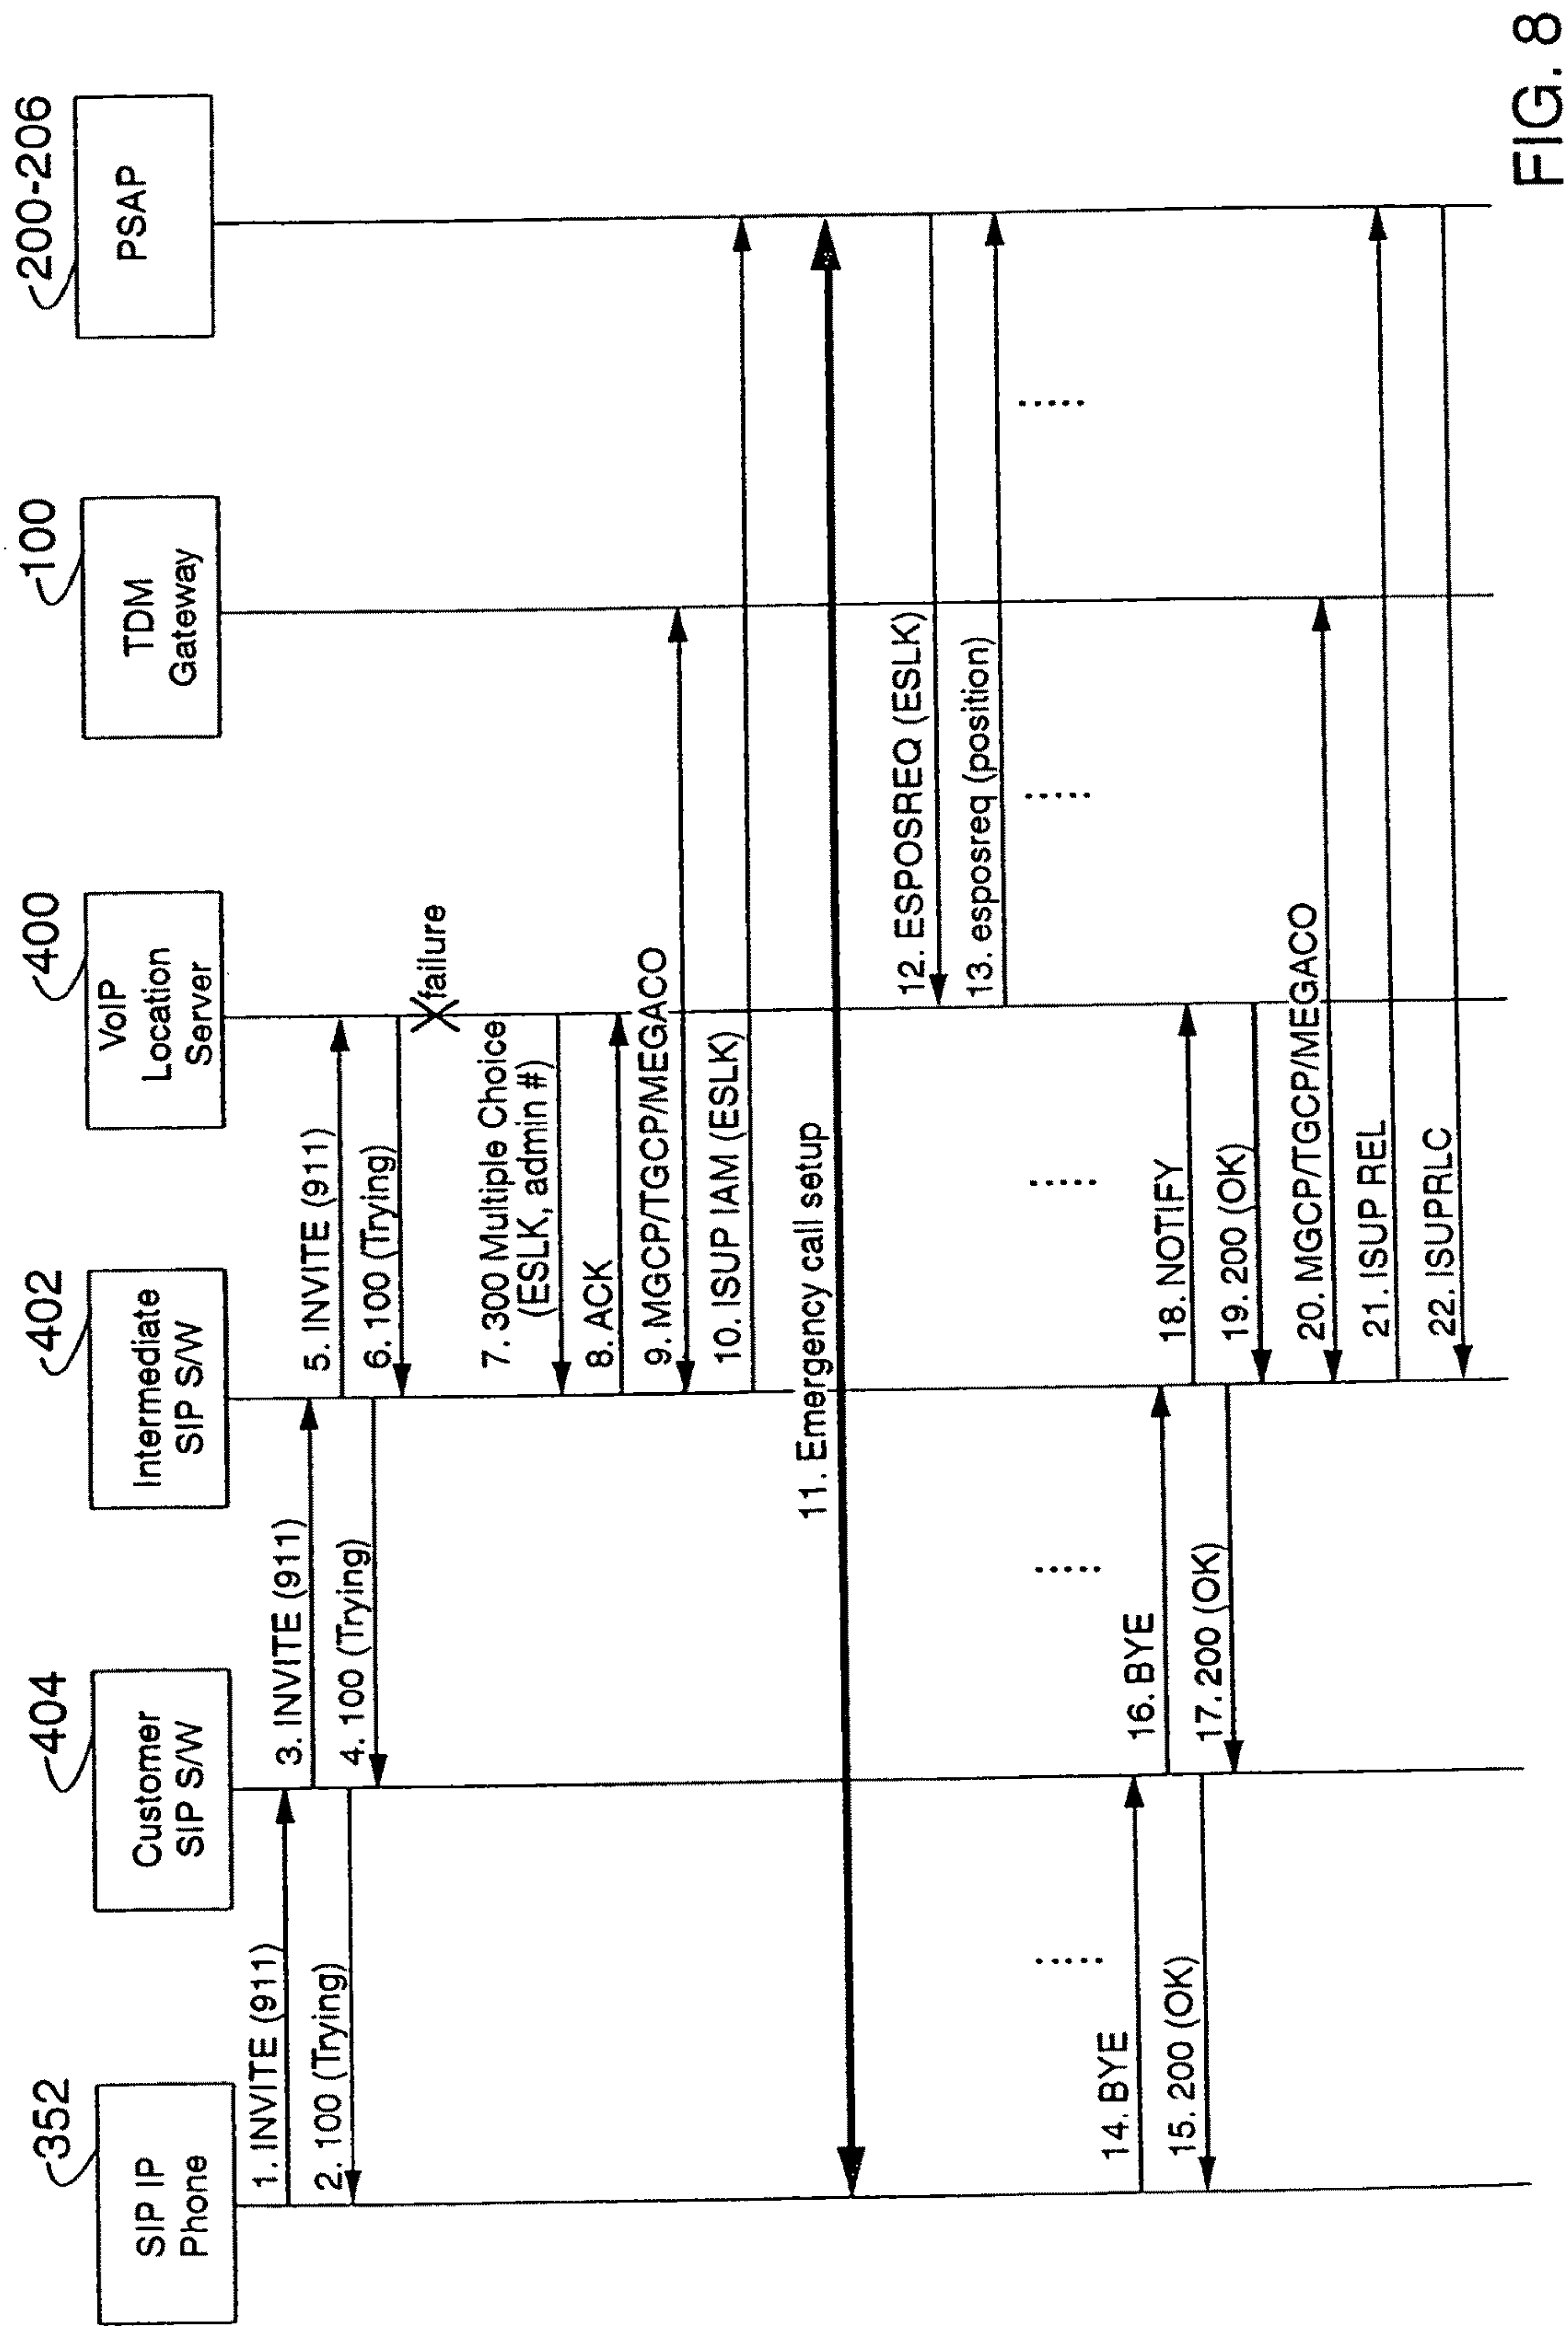 352
SIP IP
Phone
404
Customer
SIP S/W
402
Intermediate
SIP S/W
400
VoIP
Location
Server
100
TDM
Gateway
200-206
PSAP
1. INVITE (911)
2. 100 (Trying)
3. INVITE (911)
4. 100 (Trying)
5. INVITE (911)
6. 100 (Trying)
failure
7. 300 Multiple Choice
(ESLK, admin #)
8. ACK
9. MGCP/TGCP/MEGACO
10. ISUP IAM (ESLK)
11. Emergency call setup
12. ESPOSREQ (ESLK)
13. esposreq (position)
14. BYE
15. 200 (OK)
16. BYE
17. 200 (OK)
18. NOTIFY
19. 200 (OK)
20. MGCP/TGCP/MEGACO
21. ISUP REL
22. ISUPRLC
FIG. 8